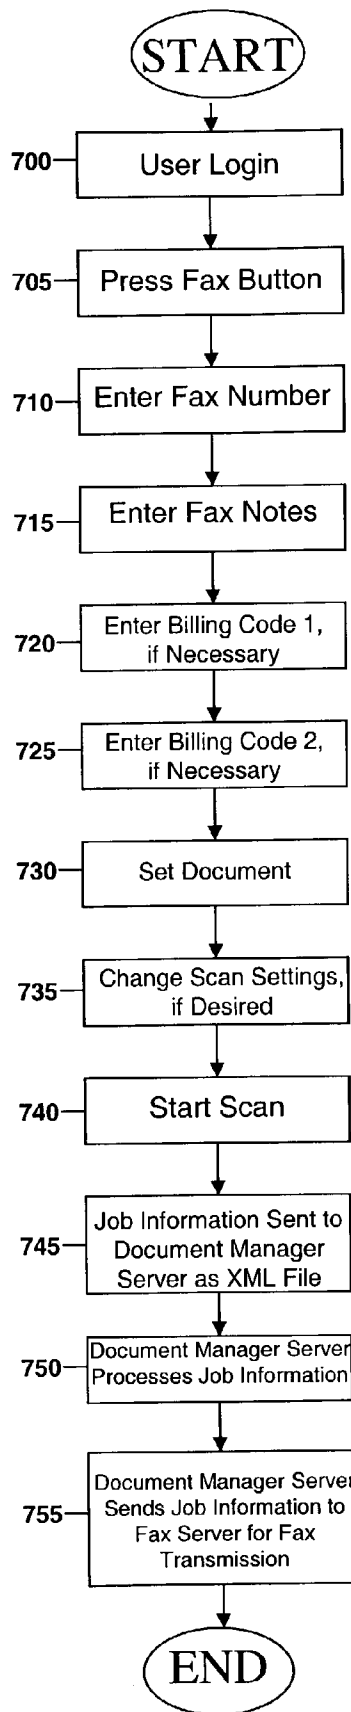 START
700
User Login
705
Press Fax Button
710
Enter Fax Number
715
Enter Fax Notes
720
Enter Billing Code 1,
if Necessary
725
Enter Billing Code 2,
if Necessary
730
Set Document
735
Change Scan Settings,
if Desired
740
Start Scan
745
Job Information Sent to
Document Manager
Server as XML File
750
Document Manager Server
Processes Job Information
755
Document Manager Server
Sends Job Information to
Fax Server for Fax
Transmission
END